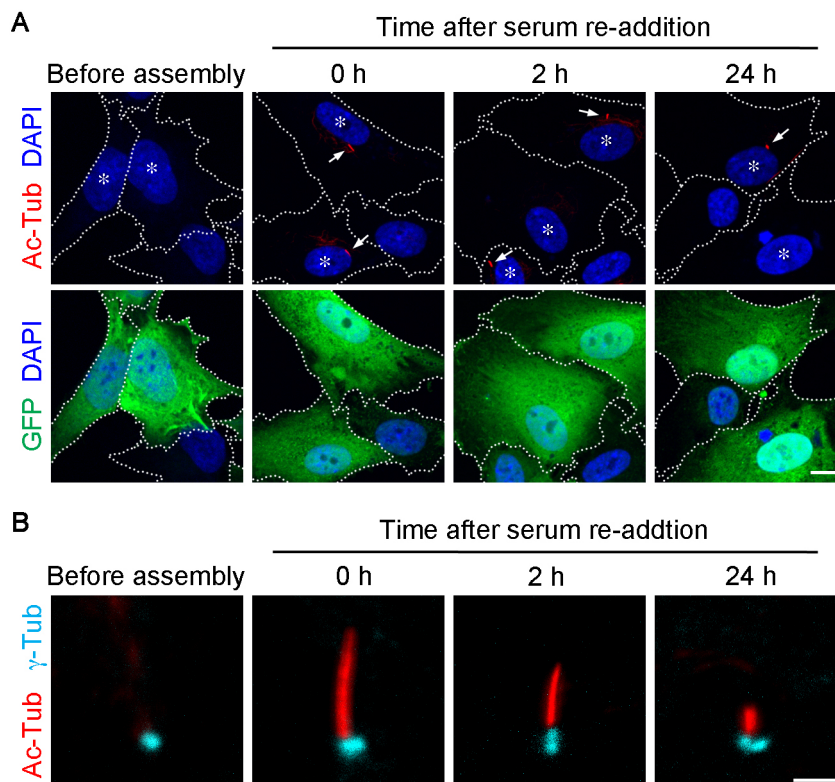 A
Time after serum re-addition
Before assembly
0 h
2 h
24 h
Ac-Tub DAPI
* * * * * * * * *
GFP DAPI
B
Time after serum re-addtion
Before assembly
0 h
2 h
24 h
Ac-Tub γ-Tub